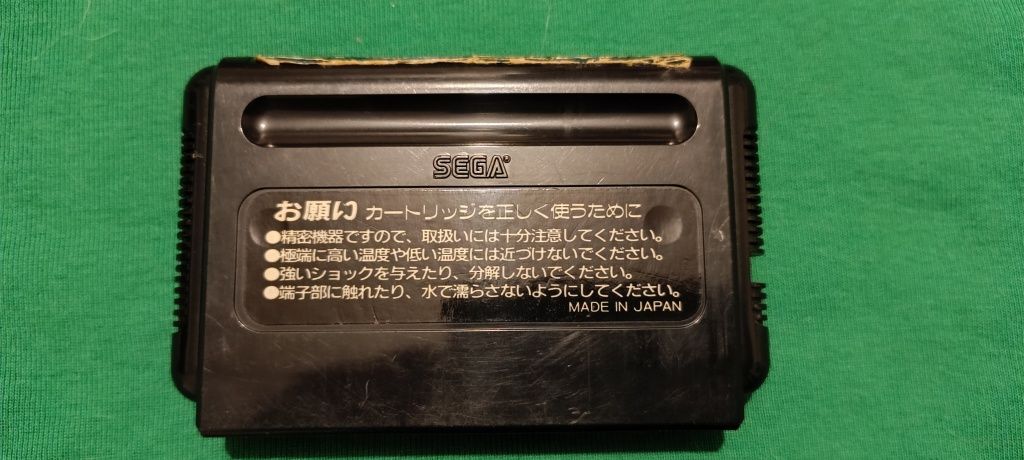 SEGA®
お願い カートリッジを正しく使うために
●精密機器ですので、取扱いには十分注意してください。
●極端に高い温度や低い温度には近づけないでください。
●強いショックを与えたり、分解しないでください。
●端子部に触れたり、水で濡らさないようにしてください。
MADE IN JAPAN